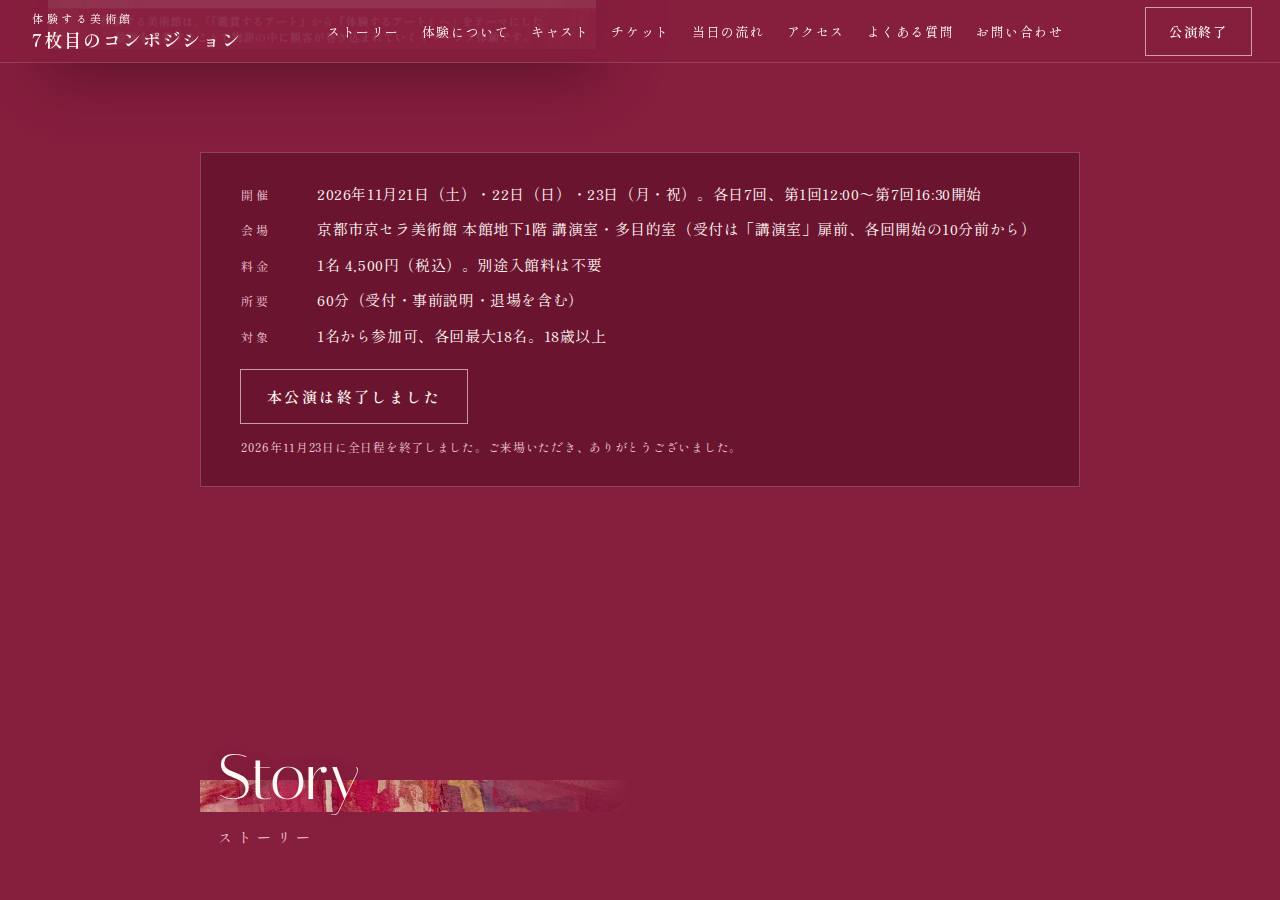 体験する美術館
7枚目のコンポジション
ストーリー 体験について キャスト チケット 当日の流れ アクセス よくある質問 お問い合わせ 公演終了
開催 2026年11月21日（土）・22日（日）・23日（月・祝）。各日7回、第1回12:00〜第7回16:30開始
会場 京都市京セラ美術館 本館地下1階 講演室・多目的室（受付は「講演室」扉前、各回開始の10分前から）
料金 1名 4,500円（税込）。別途入館料は不要
所要 60分（受付・事前説明・退場を含む）
対象 1名から参加可、各回最大18名。18歳以上
本公演は終了しました
2026年11月23日に全日程を終了しました。ご来場いただき、ありがとうございました。
Story
ストーリー